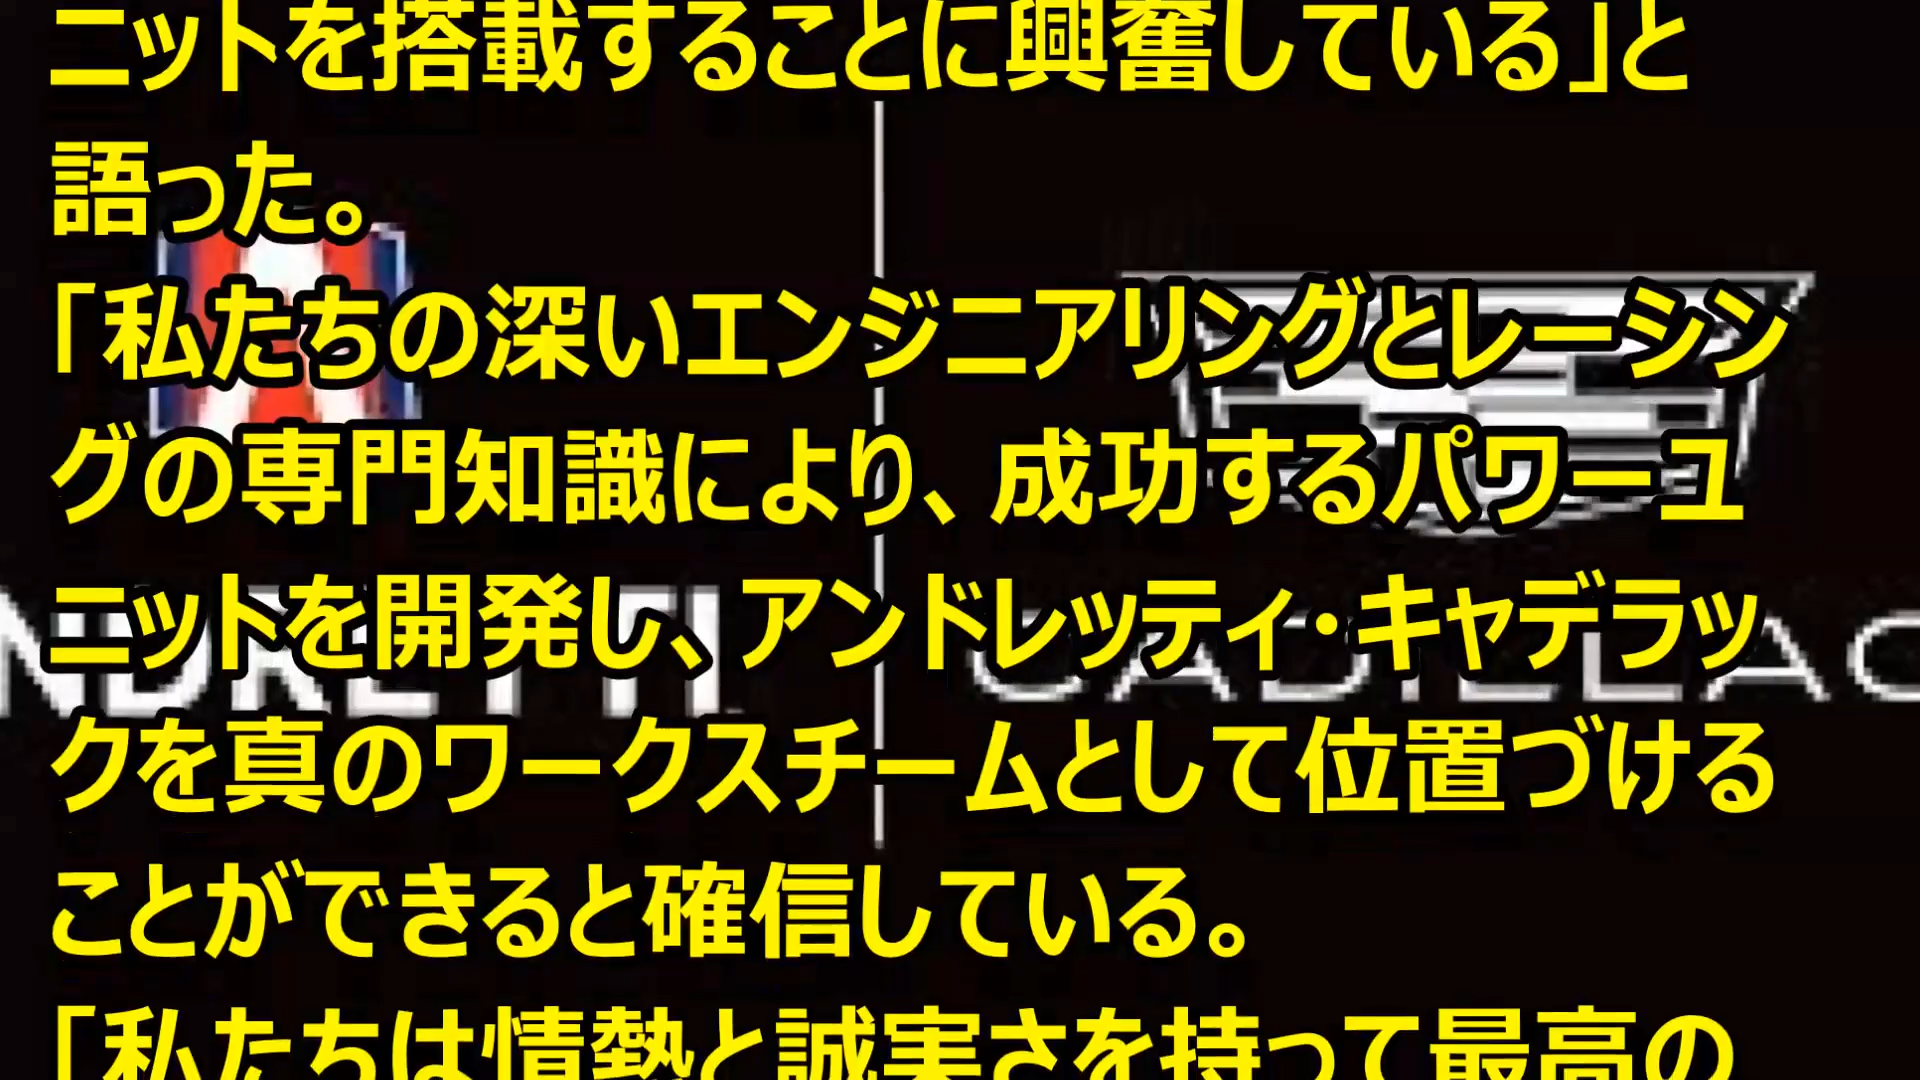 ニットを搭載することに興奮している」と
語った。
「私たちの深いエンジニアリングとレーシン
グの専門知識により、成功するパワーユ
ニットを開発し、アンドレッティ・キャデラッ
クを真のワークスチームとして位置づける
ことができると確信している。
「私たちは情熱と誠実さを持って最高の
NDRETTI
CADILLAC